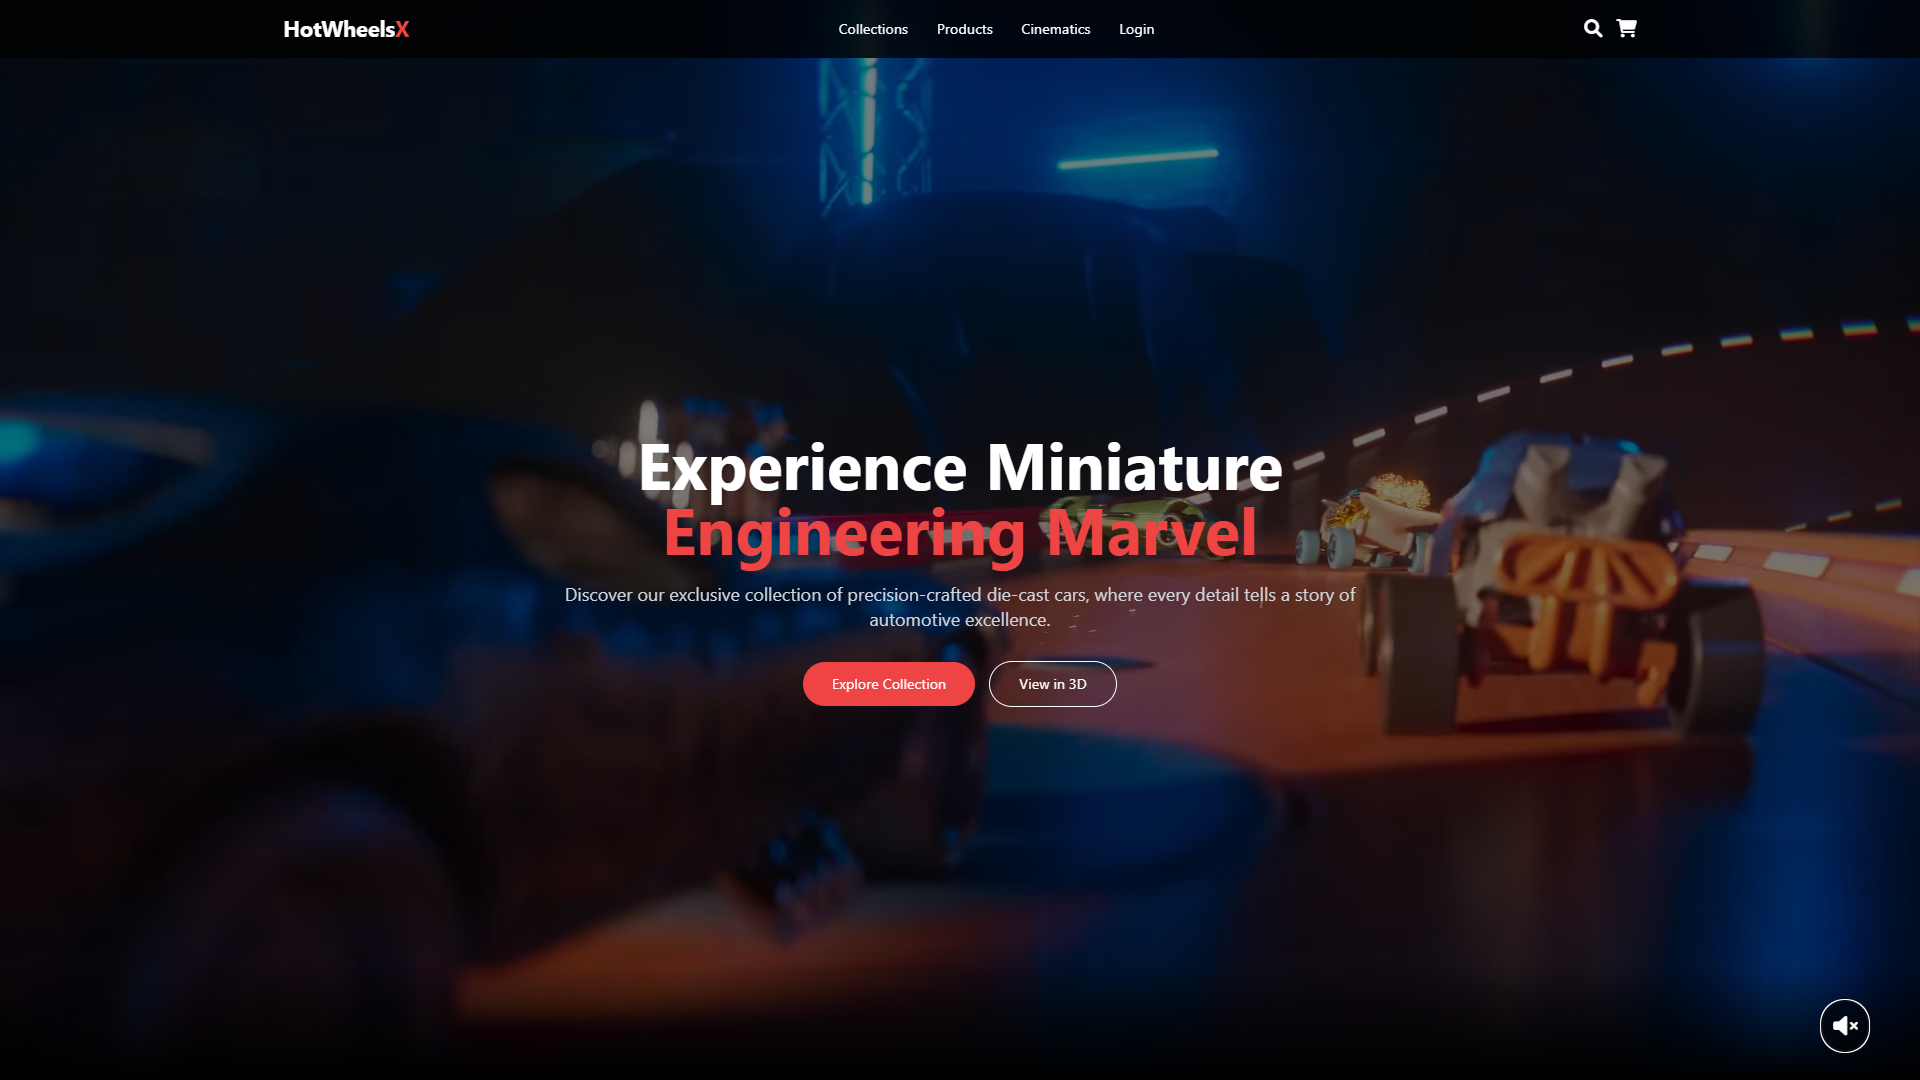 HotWheelsX
Collections Products Cinematics Login
Experience Miniature
Engineering Marvel
Discover our exclusive collection of precision-crafted die-cast cars, where every detail tells a story of
automotive excellence.
Explore Collection
View in 3D